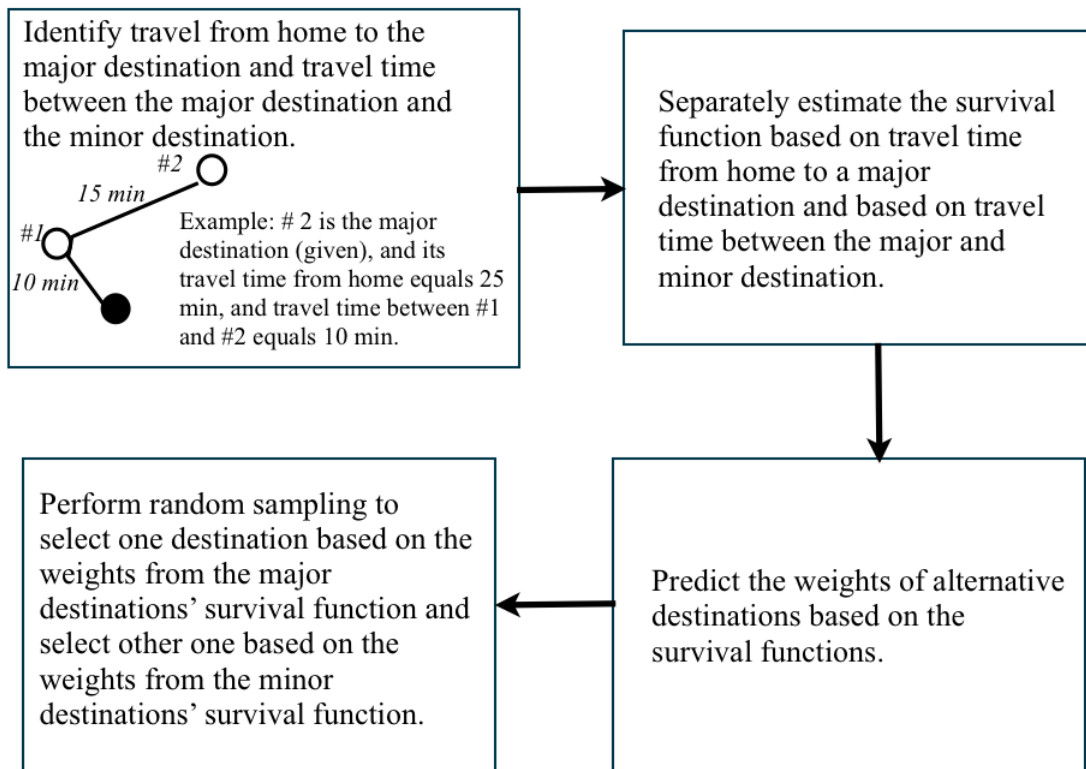 Identify travel from home to the
major destination and travel time
between the major destination and
the minor destination.
#2
15 min
#1
10 min
Example: # 2 is the major
destination (given), and its
travel time from home equals 25
min, and travel time between #1
and #2 equals 10 min.
Separately estimate the survival
function based on travel time
from home to a major
destination and based on travel
time between the major and
minor destination.
Predict the weights of alternative
destinations based on the
survival functions.
Perform random sampling to
select one destination based on the
weights from the major
destinations’ survival function and
select other one based on the
weights from the minor
destinations’ survival function.